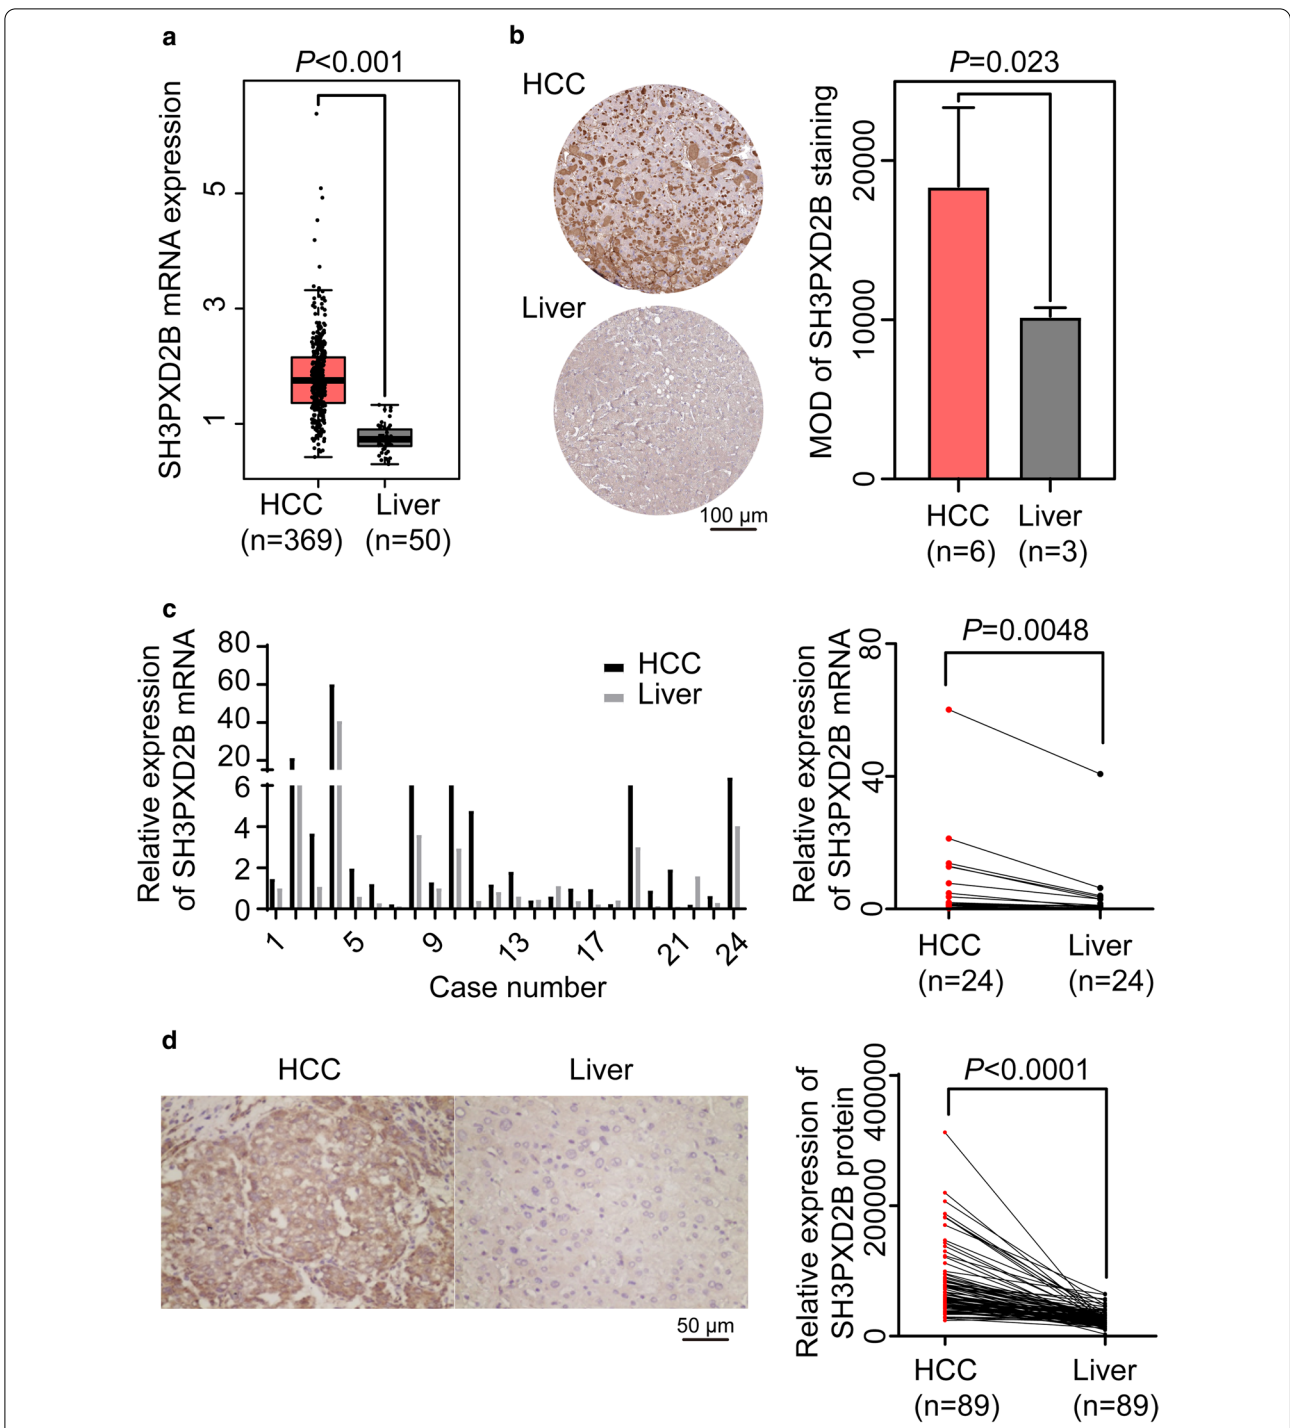 a
P<0.001
SH3PXD2B mRNA expression
5
3
1
HCC
(n=369)
Liver
(n=50)
b
HCC
Liver
100 µm
P=0.023
MOD of SH3PXD2B staining
20000
10000
0
HCC
(n=6)
Liver
(n=3)
c
Relative expression
of SH3PXD2B mRNA
80
60
40
20
6
4
2
0
HCC
Liver
1
5
9
13
17
21
24
Case number
P=0.0048
Relative expression
of SH3PXD2B mRNA
80
40
0
HCC
(n=24)
Liver
(n=24)
d
HCC
Liver
50 µm
P<0.0001
Relative expression of
SH3PXD2B protein
400000
200000
0
HCC
(n=89)
Liver
(n=89)